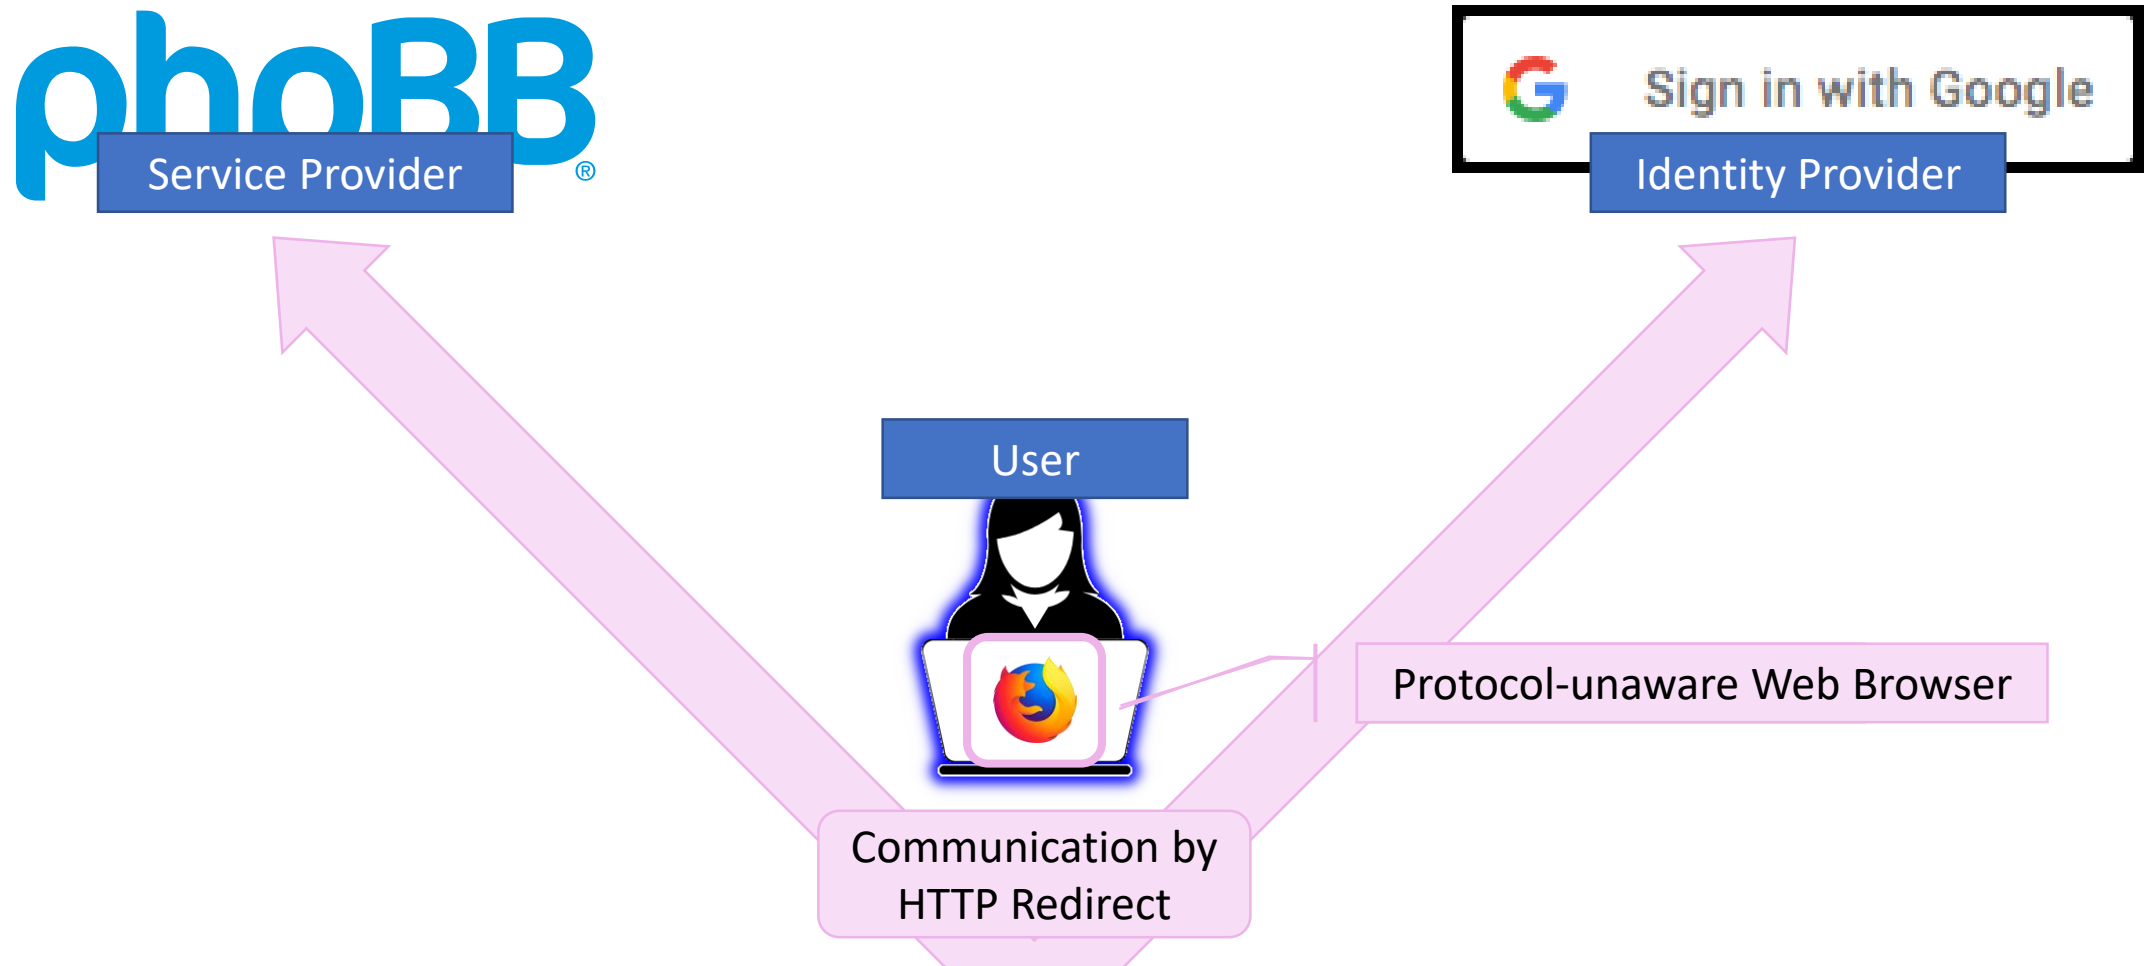 phpBB
®
Sign in with Google
Service Provider
Identity Provider
User
Protocol-unaware Web Browser
Communication by
HTTP Redirect